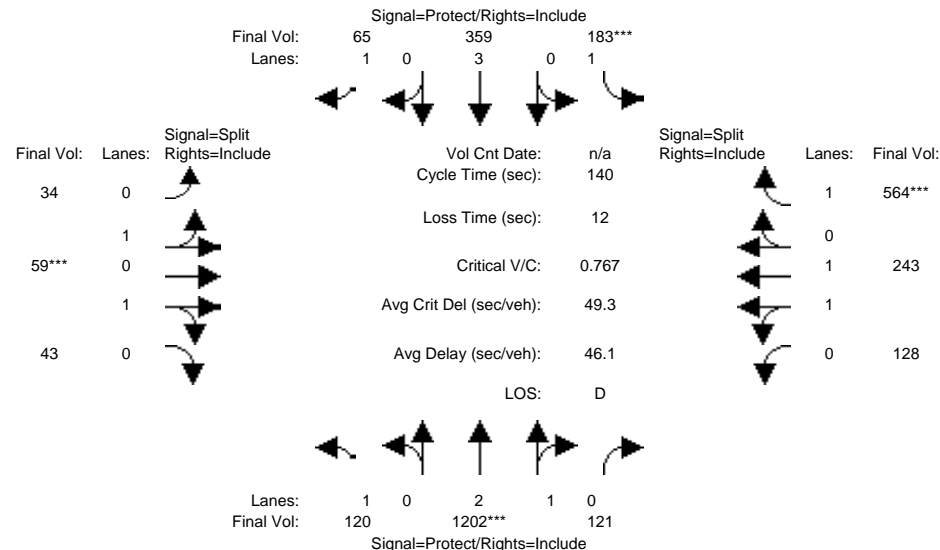 Signal=Protect/Rights=Include
Final Vol: 65 359 183***
Lanes: 1 0 3 0 1
Signal=Split Signal=Split
Final Vol: Lanes: Rights=Include Vol Cnt Date: n/a Rights=Include Lanes: Final Vol:
Cycle Time (sec): 140
34 0 1 564***
Loss Time (sec): 12
1 0
59*** 0 Critical V/C: 0.767 1 243
1 Avg Crit Del (sec/veh): 49.3 1
43 0 Avg Delay (sec/veh): 46.1 0 128
LOS: D
Lanes: 1 0 2 1 0
Final Vol: 120 1202*** 121
Signal=Protect/Rights=Include